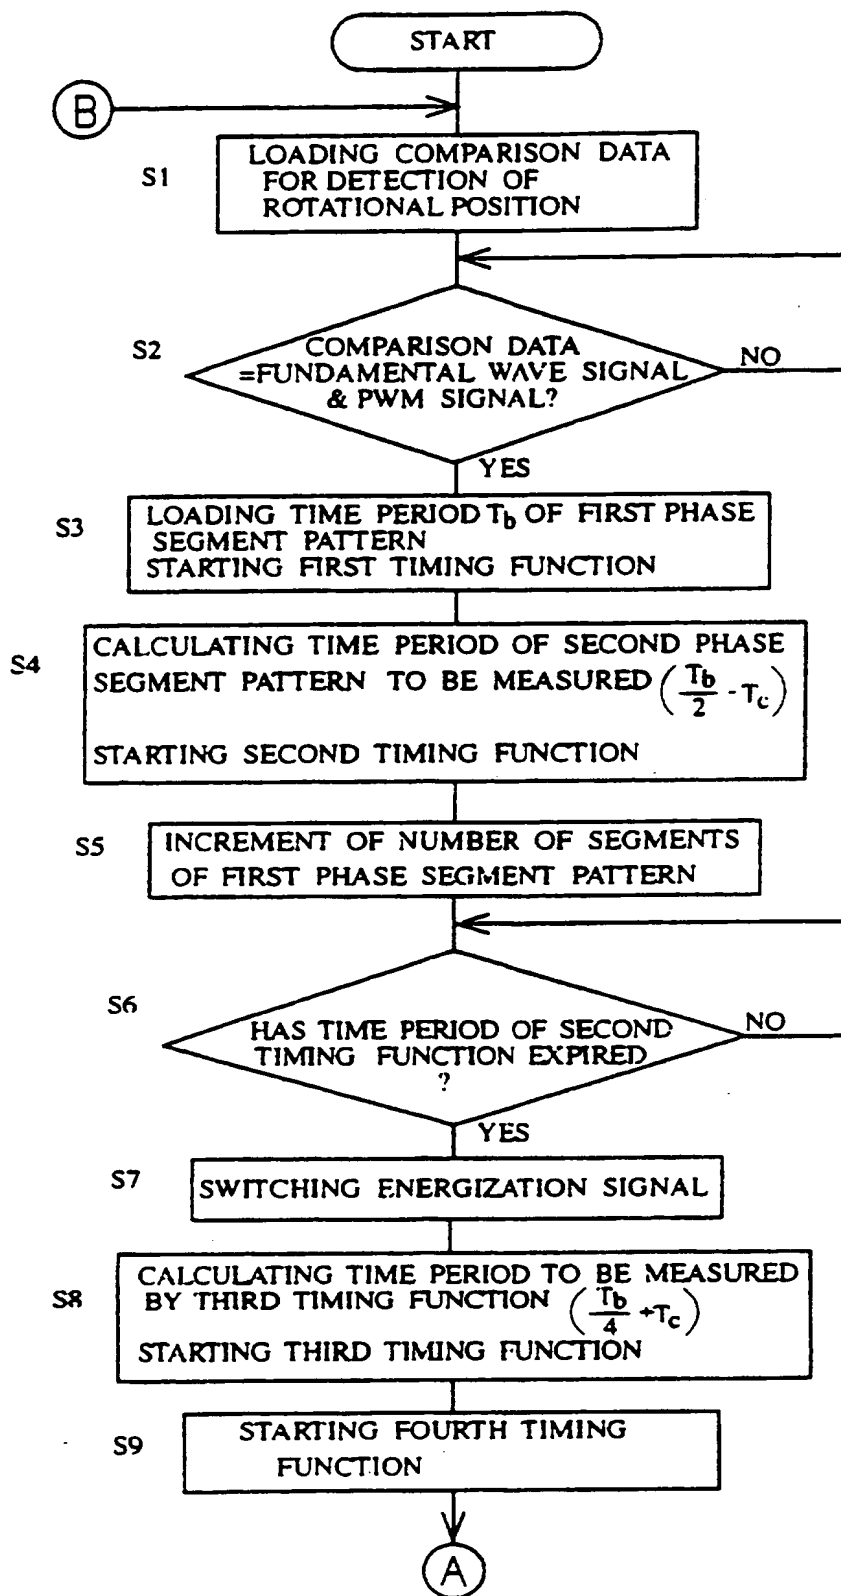 START
B
S1
LOADING COMPARISON DATA
FOR DETECTION OF
ROTATIONAL POSITION
S2
COMPARISON DATA
=FUNDAMENTAL WAVE SIGNAL
& PWM SIGNAL?
NO
YES
S3
LOADING TIME PERIOD Tb OF FIRST PHASE
SEGMENT PATTERN
STARTING FIRST TIMING FUNCTION
S4
CALCULATING TIME PERIOD OF SECOND PHASE
SEGMENT PATTERN TO BE MEASURED (Tb/2 - Tc)
STARTING SECOND TIMING FUNCTION
S5
INCREMENT OF NUMBER OF SEGMENTS
OF FIRST PHASE SEGMENT PATTERN
S6
HAS TIME PERIOD OF SECOND
TIMING FUNCTION EXPIRED
?
NO
YES
S7
SWITCHING ENERGIZATION SIGNAL
S8
CALCULATING TIME PERIOD TO BE MEASURED
BY THIRD TIMING FUNCTION (Tb/4 +Tc)
STARTING THIRD TIMING FUNCTION
S9
STARTING FOURTH TIMING
FUNCTION
A